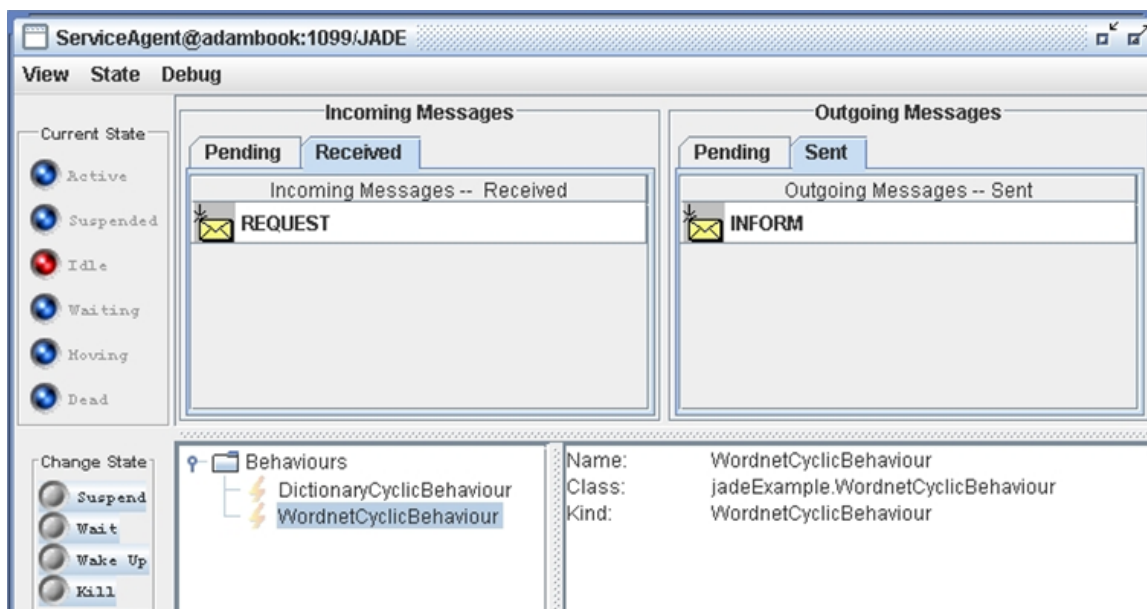 ServiceAgent@adambook:1099/JADE
View State Debug
Current State
Active
Suspended
Idle
Waiting
Moving
Dead
Incoming Messages
Pending Received
Incoming Messages -- Received
REQUEST
Outgoing Messages
Pending Sent
Outgoing Messages -- Sent
INFORM
Change State
Suspend
Wait
Wake Up
Kill
Behaviours
DictionaryCyclicBehaviour
WordnetCyclicBehaviour
Name: WordnetCyclicBehaviour
Class: jadeExample.WordnetCyclicBehaviour
Kind: WordnetCyclicBehaviour